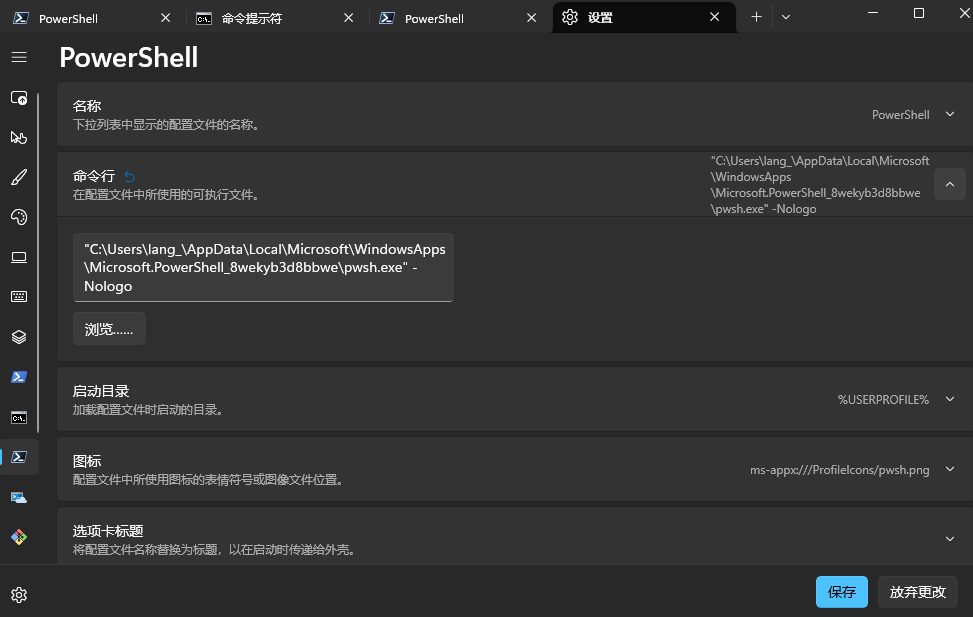 PowerShell
命令提示符
PowerShell
设置
PowerShell
名称
下拉列表中显示的配置文件的名称。
PowerShell
命令行
在配置文件中所使用的可执行文件。
"C:\Users\lang_\AppData\Local\Microsoft
\WindowsApps
\Microsoft.PowerShell_8wekyb3d8bbwe
\pwsh.exe" -Nologo
"C:\Users\lang_\AppData\Local\Microsoft\WindowsApps
\Microsoft.PowerShell_8wekyb3d8bbwe\pwsh.exe" -
Nologo
浏览......
启动目录
加载配置文件时启动的目录。
%USERPROFILE%
图标
配置文件中所使用图标的表情符号或图像文件位置。
ms-appx:///ProfileIcons/pwsh.png
选项卡标题
将配置文件名称替换为标题，以在启动时传递给外壳。
保存
放弃更改